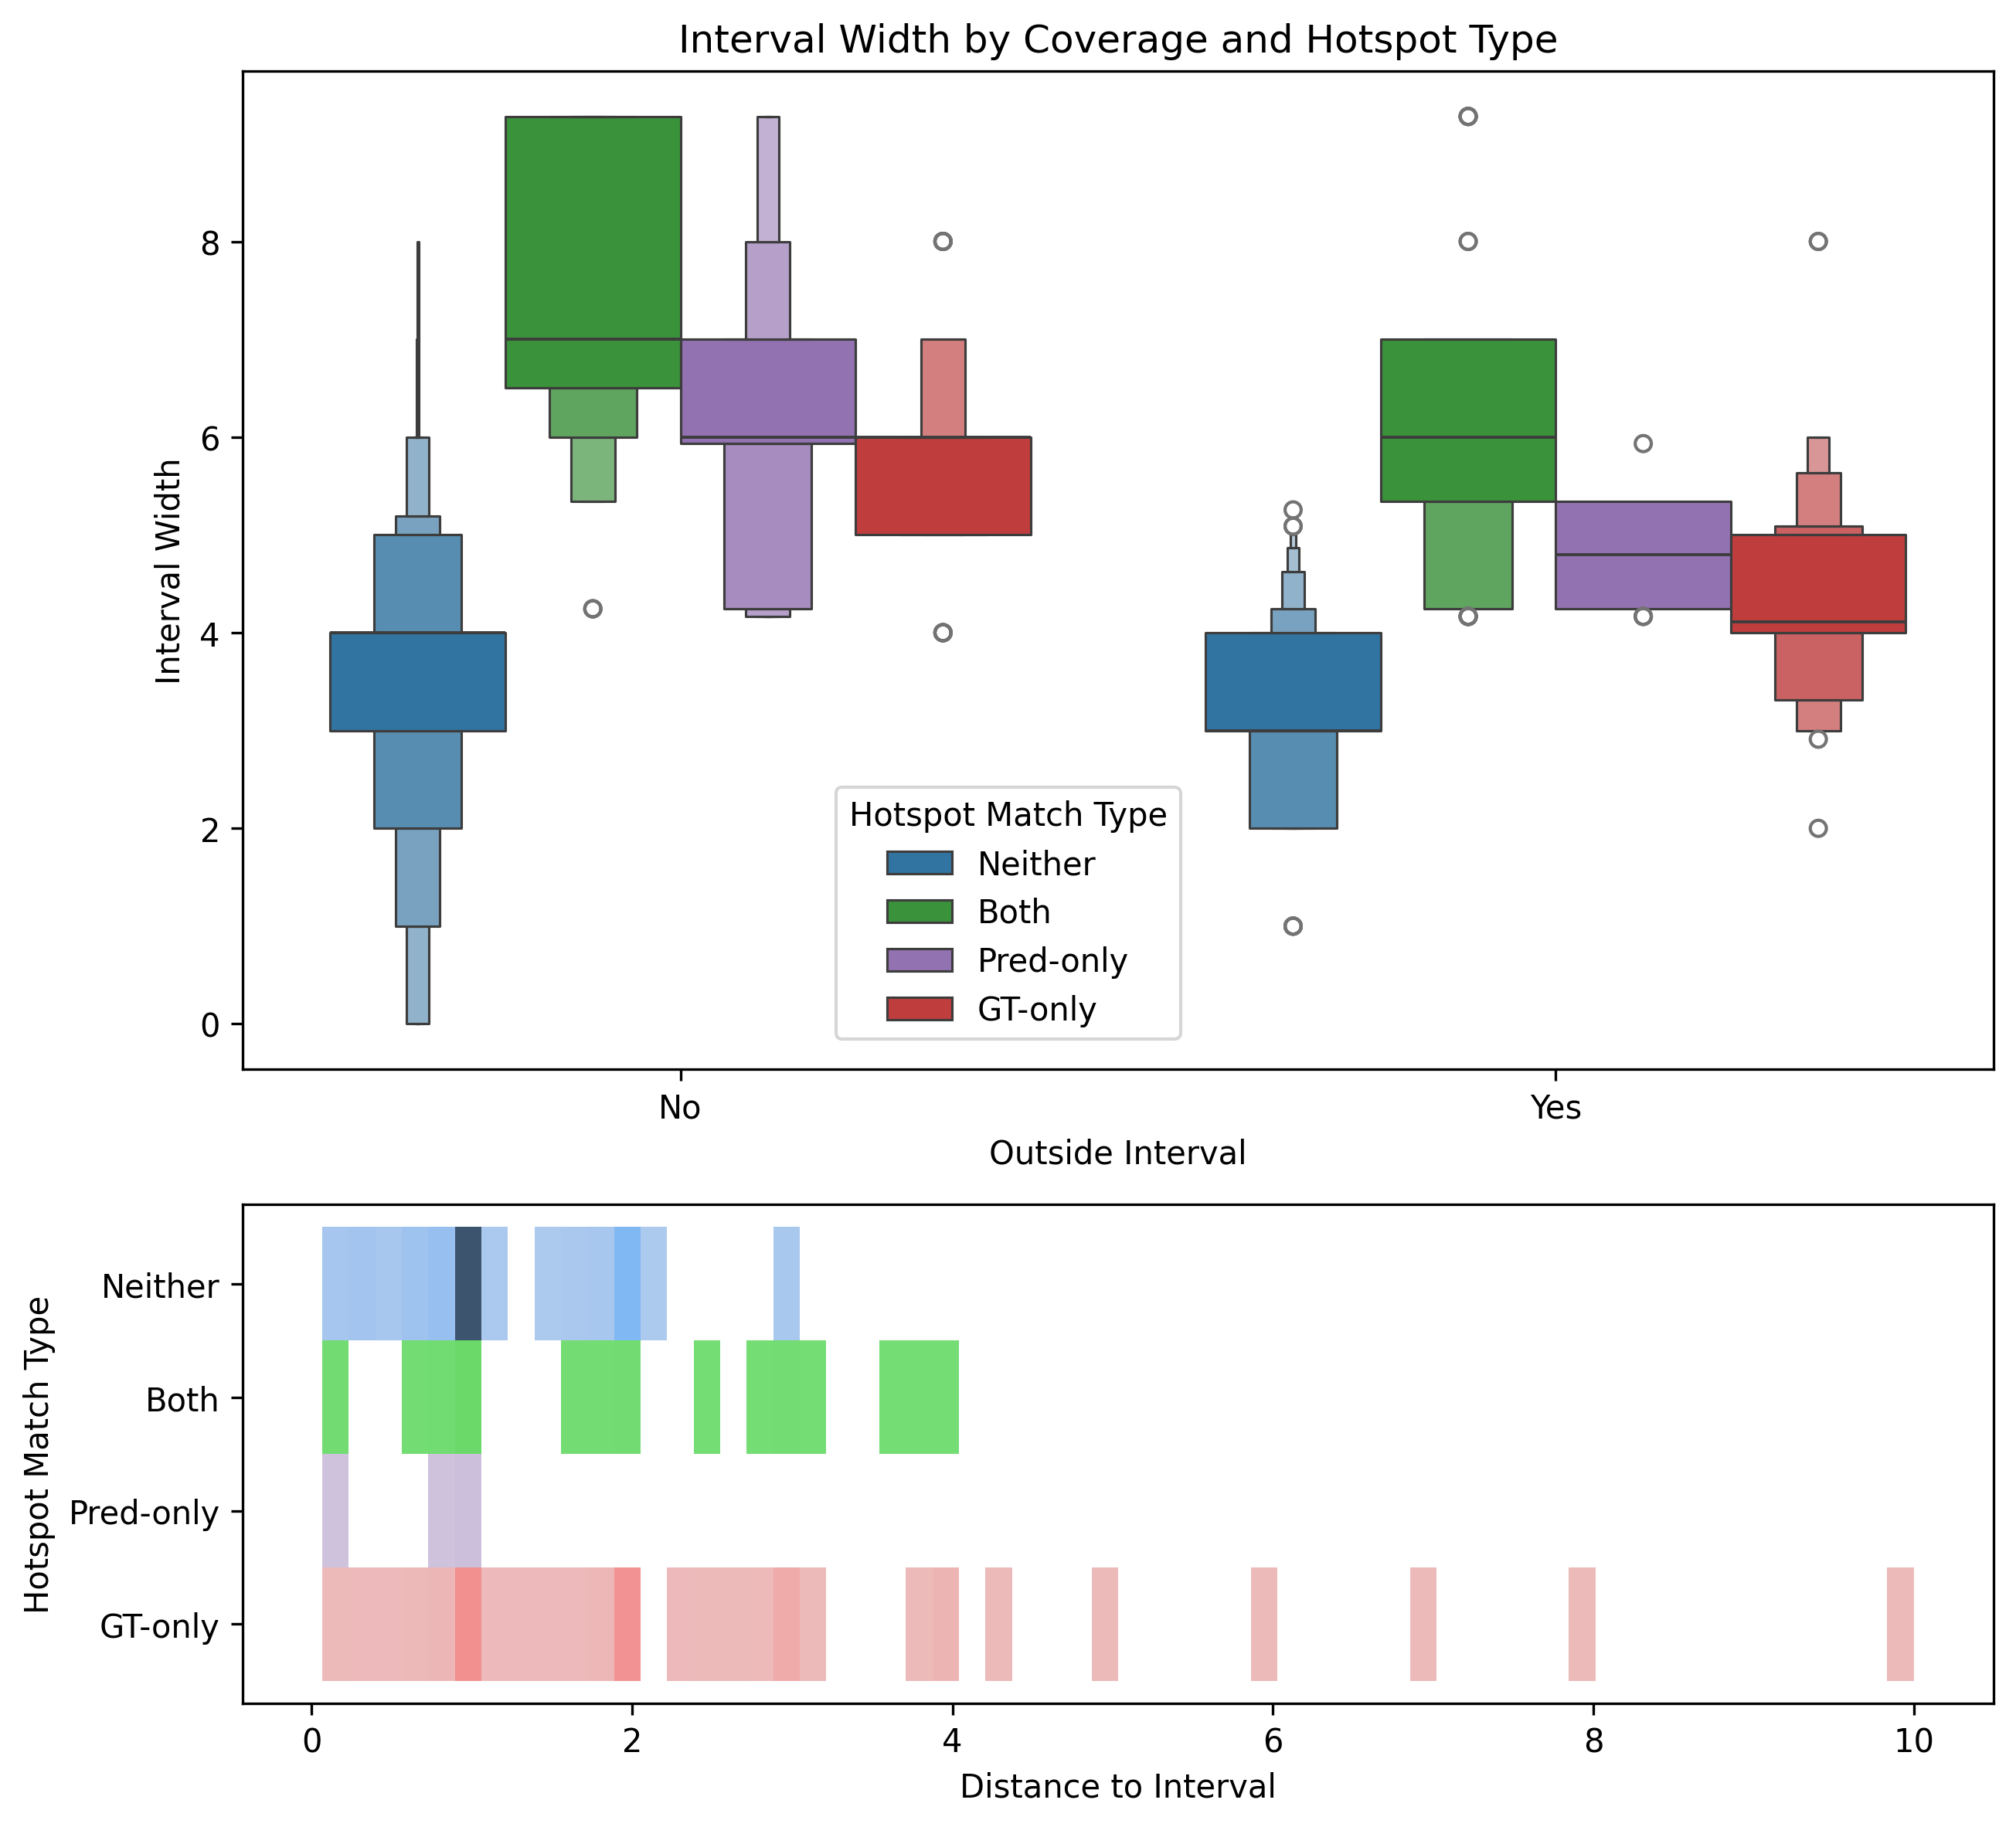 Interval Width by Coverage and Hotspot Type
Interval Width
8
6
4
2
0
Hotspot Match Type
Neither
Both
Pred-only
GT-only
No
Yes
Outside Interval
Hotspot Match Type
Neither
Both
Pred-only
GT-only
0
2
4
6
8
10
Distance to Interval